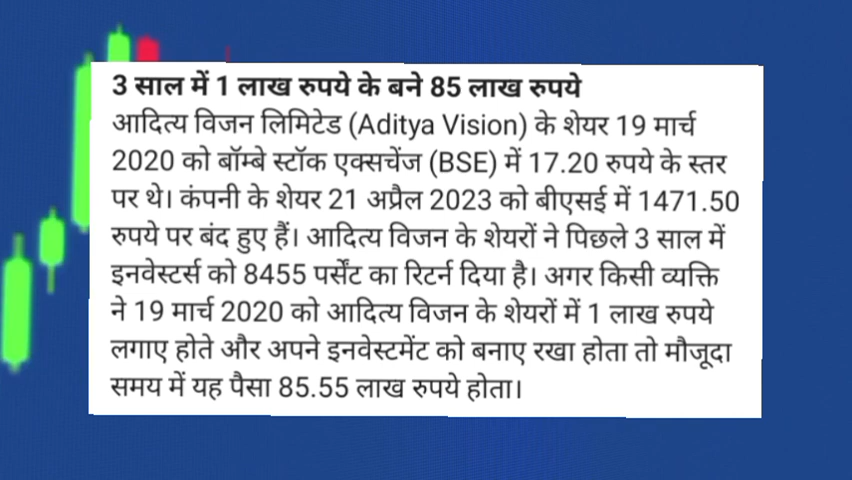 3 साल में 1 लाख रुपये के बने 85 लाख रुपये
आदित्य विजन लिमिटेड (Aditya Vision) के शेयर 19 मार्च
2020 को बॉम्बे स्टॉक एक्सचेंज (BSE) में 17.20 रुपये के स्तर
पर थे। कंपनी के शेयर 21 अप्रैल 2023 को बीएसई में 1471.50
रुपये पर बंद हुए हैं। आदित्य विजन के शेयरों ने पिछले 3 साल में
इनवेस्टर्स को 8455 पर्सेंट का रिटर्न दिया है। अगर किसी व्यक्ति
ने 19 मार्च 2020 को आदित्य विजन के शेयरों में 1 लाख रुपये
लगाए होते और अपने इनवेस्टमेंट को बनाए रखा होता तो मौजूदा
समय में यह पैसा 85.55 लाख रुपये होता।